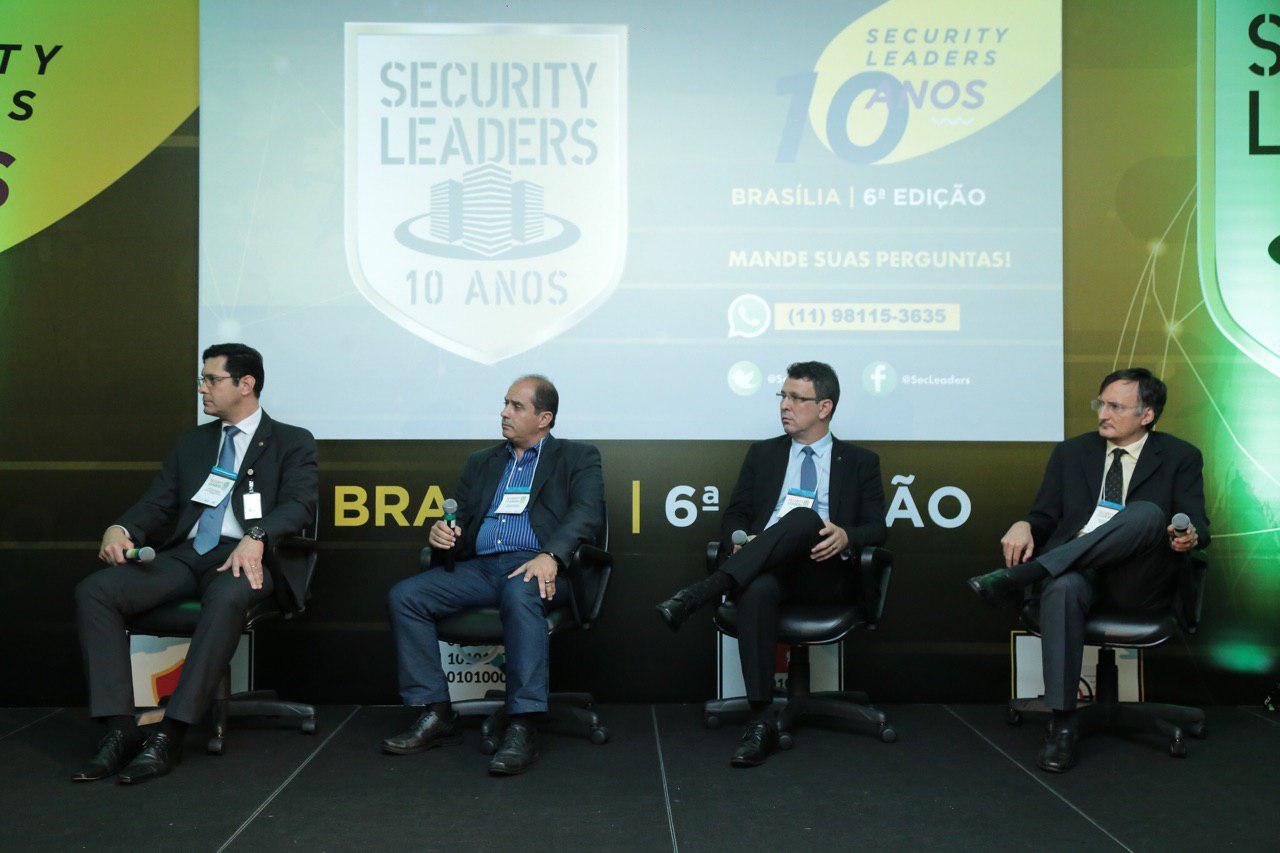 TY
S
S
SECURITY
LEADERS
10 ANOS
SECURITY
LEADERS
10 ANOS
BRASÍLIA | 6ª EDIÇÃO
MANDE SUAS PERGUNTAS!
(11) 98115-3635
@SecLeaders
S
L
BRA | 6ª ÃO